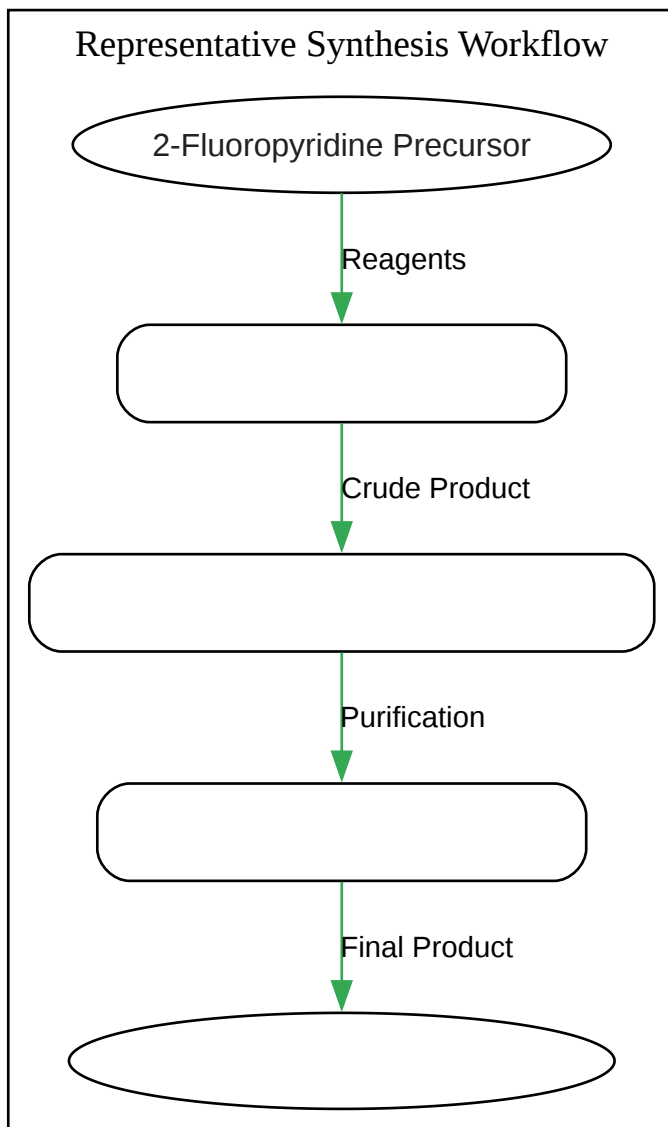 Representative Synthesis Workflow
2-Fluoropyridine Precursor
Reagents
Crude Product
Purification
Final Product